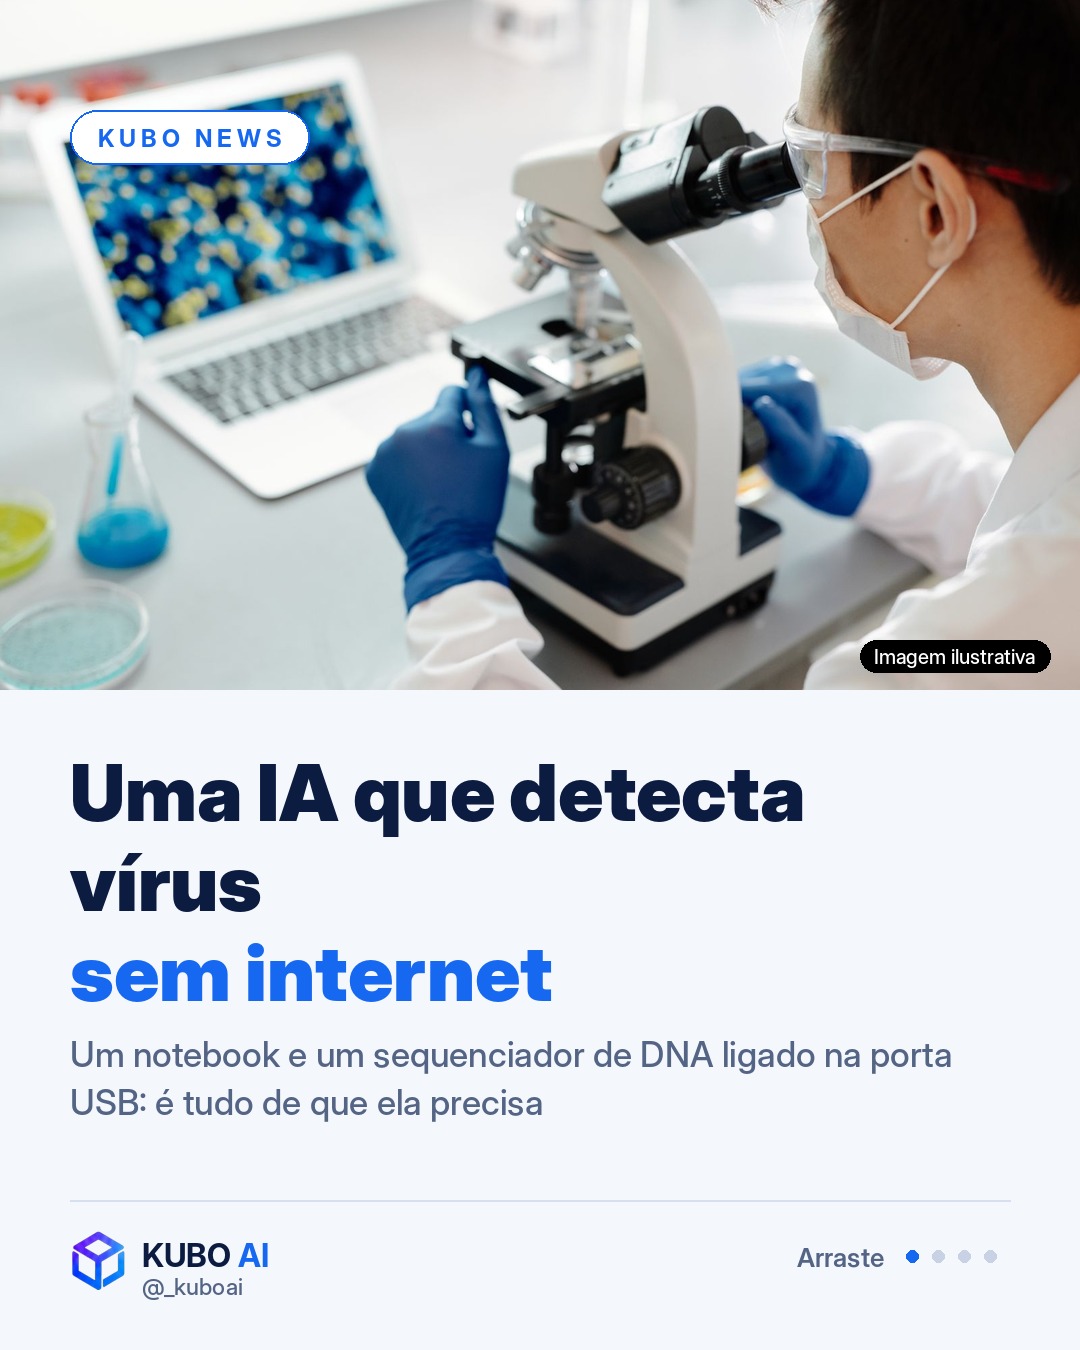 KUBO NEWS
Imagem ilustrativa
Uma IA que detecta
vírus
sem internet
Um notebook e um sequenciador de DNA ligado na porta
USB: é tudo de que ela precisa
KUBO AI
@_kuboai
Arraste